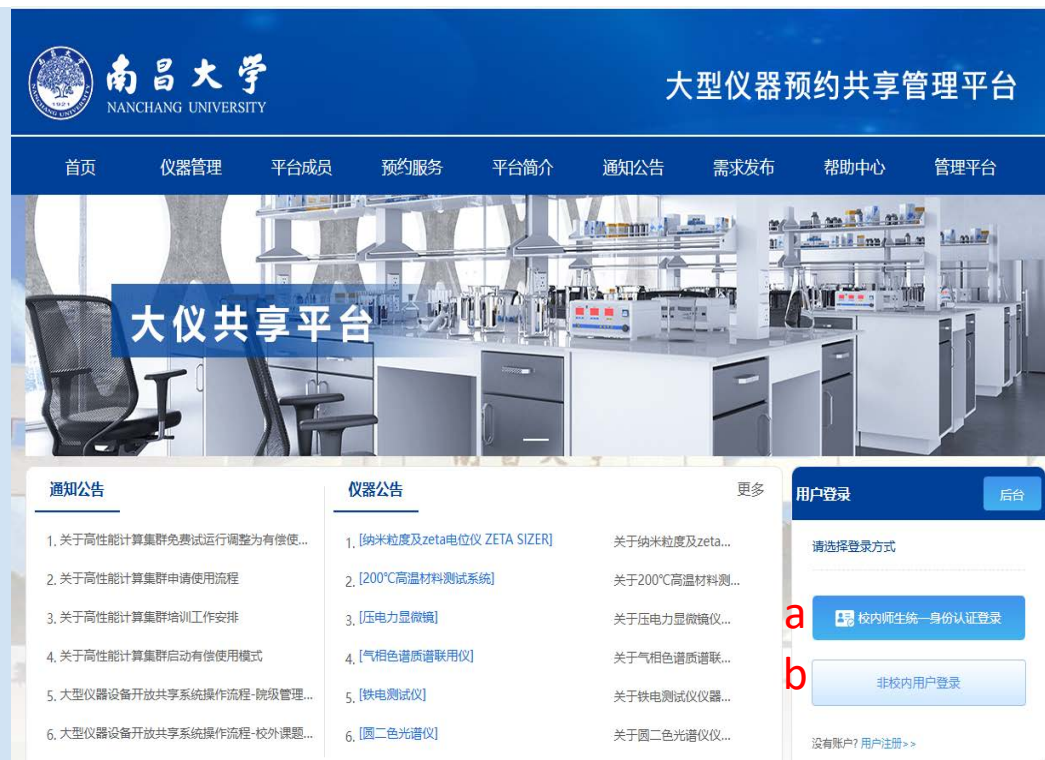 南昌大学
NANCHANG UNIVERSITY
1921
大型仪器预约共享管理平台
首页 仪器管理 平台成员 预约服务 平台简介 通知公告 需求发布 帮助中心 管理平台
大仪共享平台
通知公告
1. 关于高性能计算集群免费试运行调整为有偿使...
2. 关于高性能计算集群申请使用流程
3. 关于高性能计算集群培训工作安排
4. 关于高性能计算集群启动有偿使用模式
5. 大型仪器设备开放共享系统操作流程-院级管理...
6. 大型仪器设备开放共享系统操作流程-校外课题...
仪器公告 更多
1. [纳米粒度及zeta电位仪 ZETA SIZER] 关于纳米粒度及zeta...
2. [200℃高温材料测试系统] 关于200℃高温材料测...
3. [压电力显微镜] 关于压电力显微镜仪...
4. [气相色谱质谱联用仪] 关于气相色谱质谱联...
5. [铁电测试仪] 关于铁电测试仪仪器...
6. [圆二色光谱仪] 关于圆二色光谱仪仪...
用户登录 后台
请选择登录方式
a 校内师生统一身份认证登录
b 非校内用户登录
没有账户? 用户注册>>